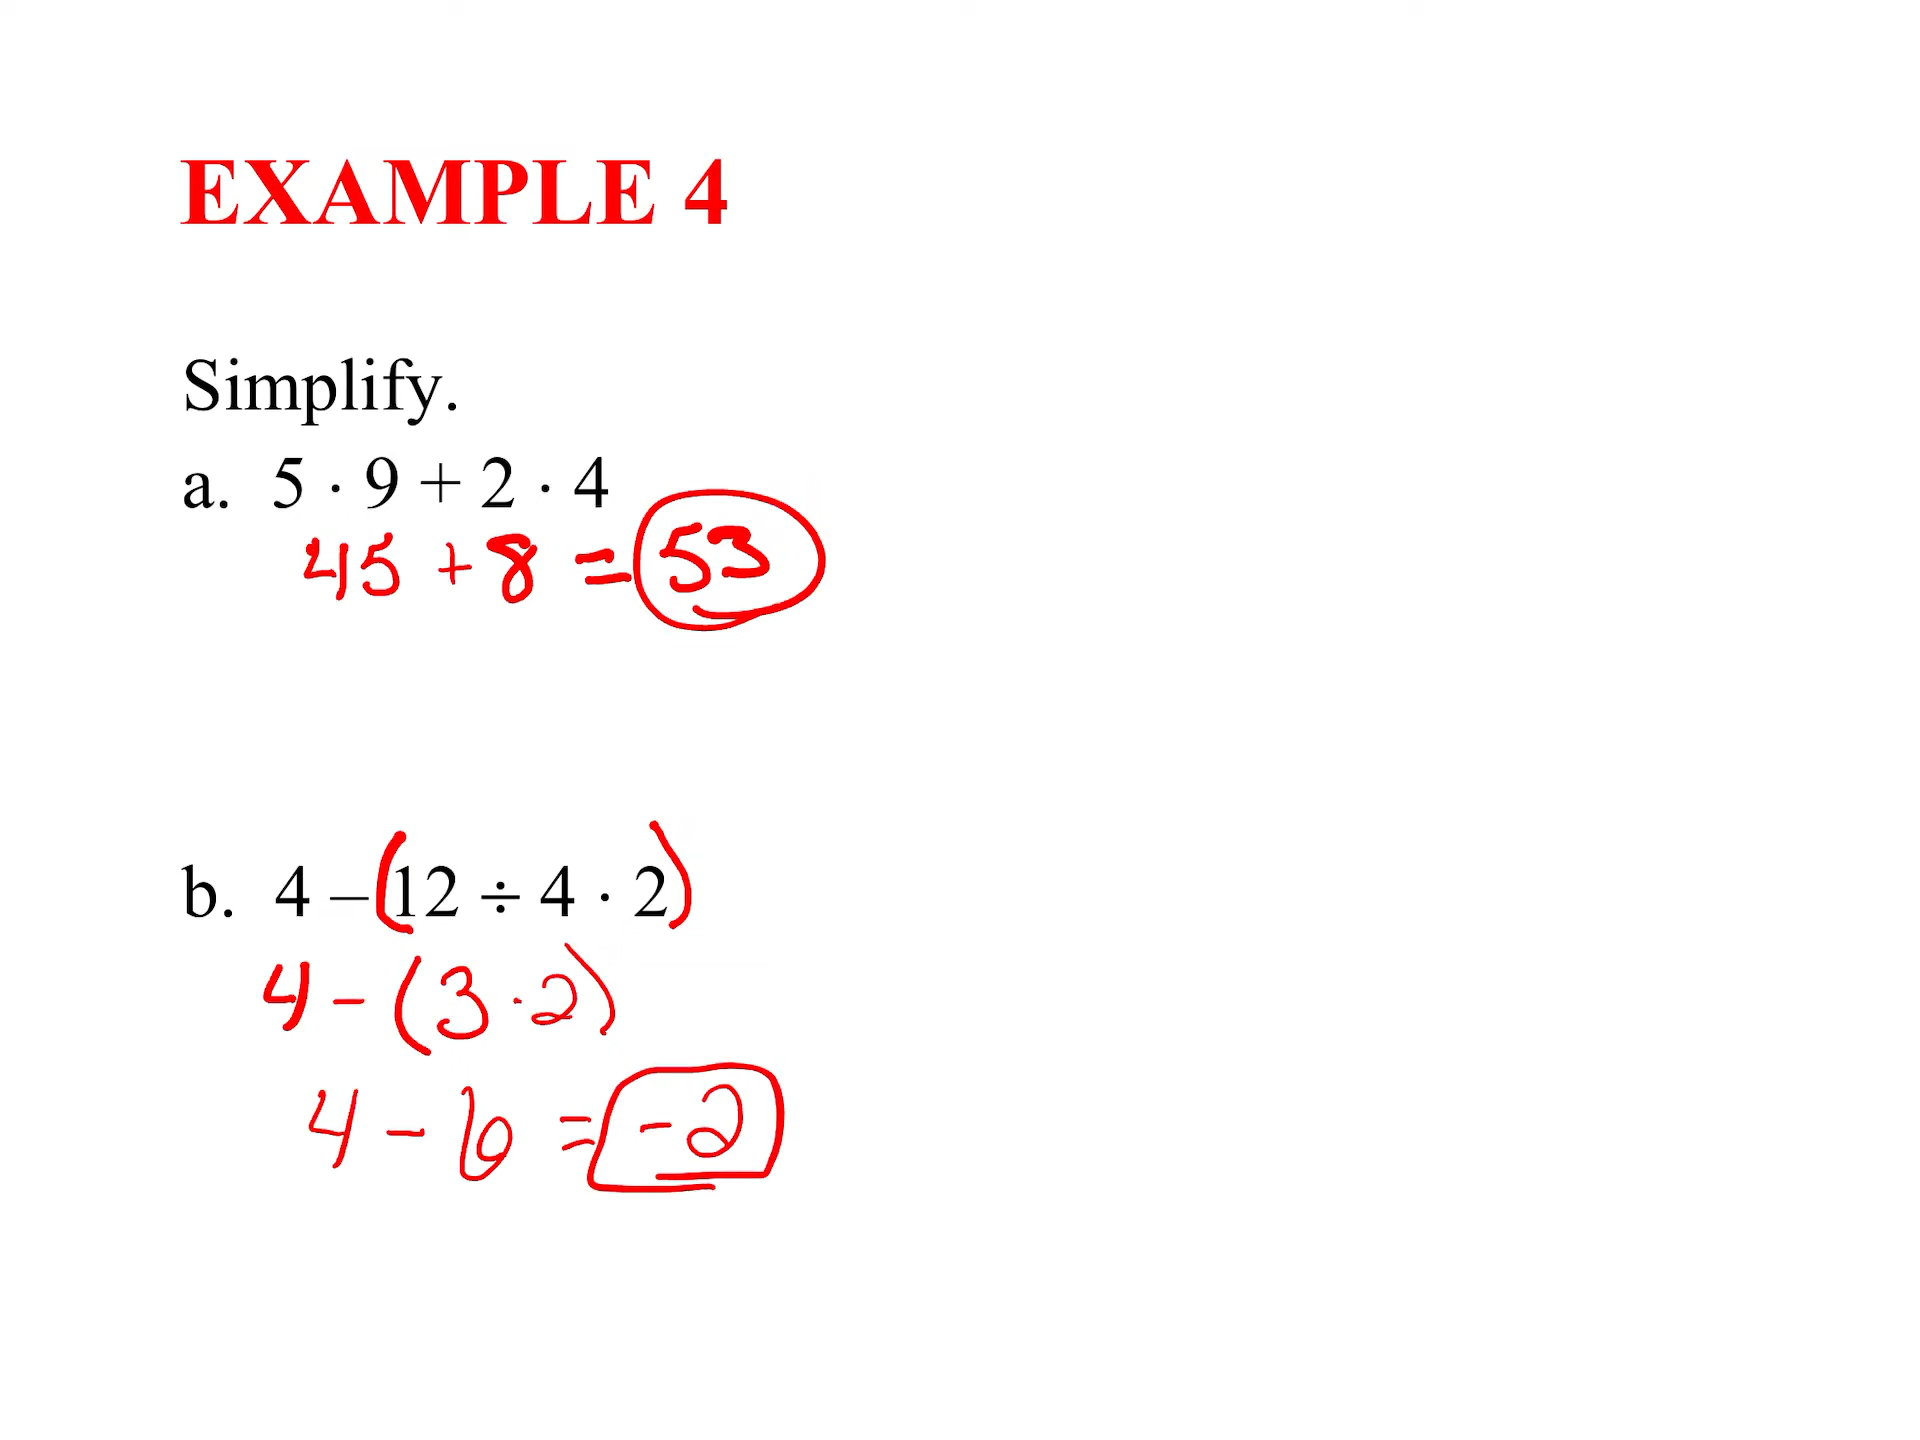 EXAMPLE 4
Simplify.
a. 5 · 9 + 2 · 4
45 + 8 = 53
b. 4 – (12 ÷ 4 · 2)
4 - (3 · 2)
4 - 6 = -2